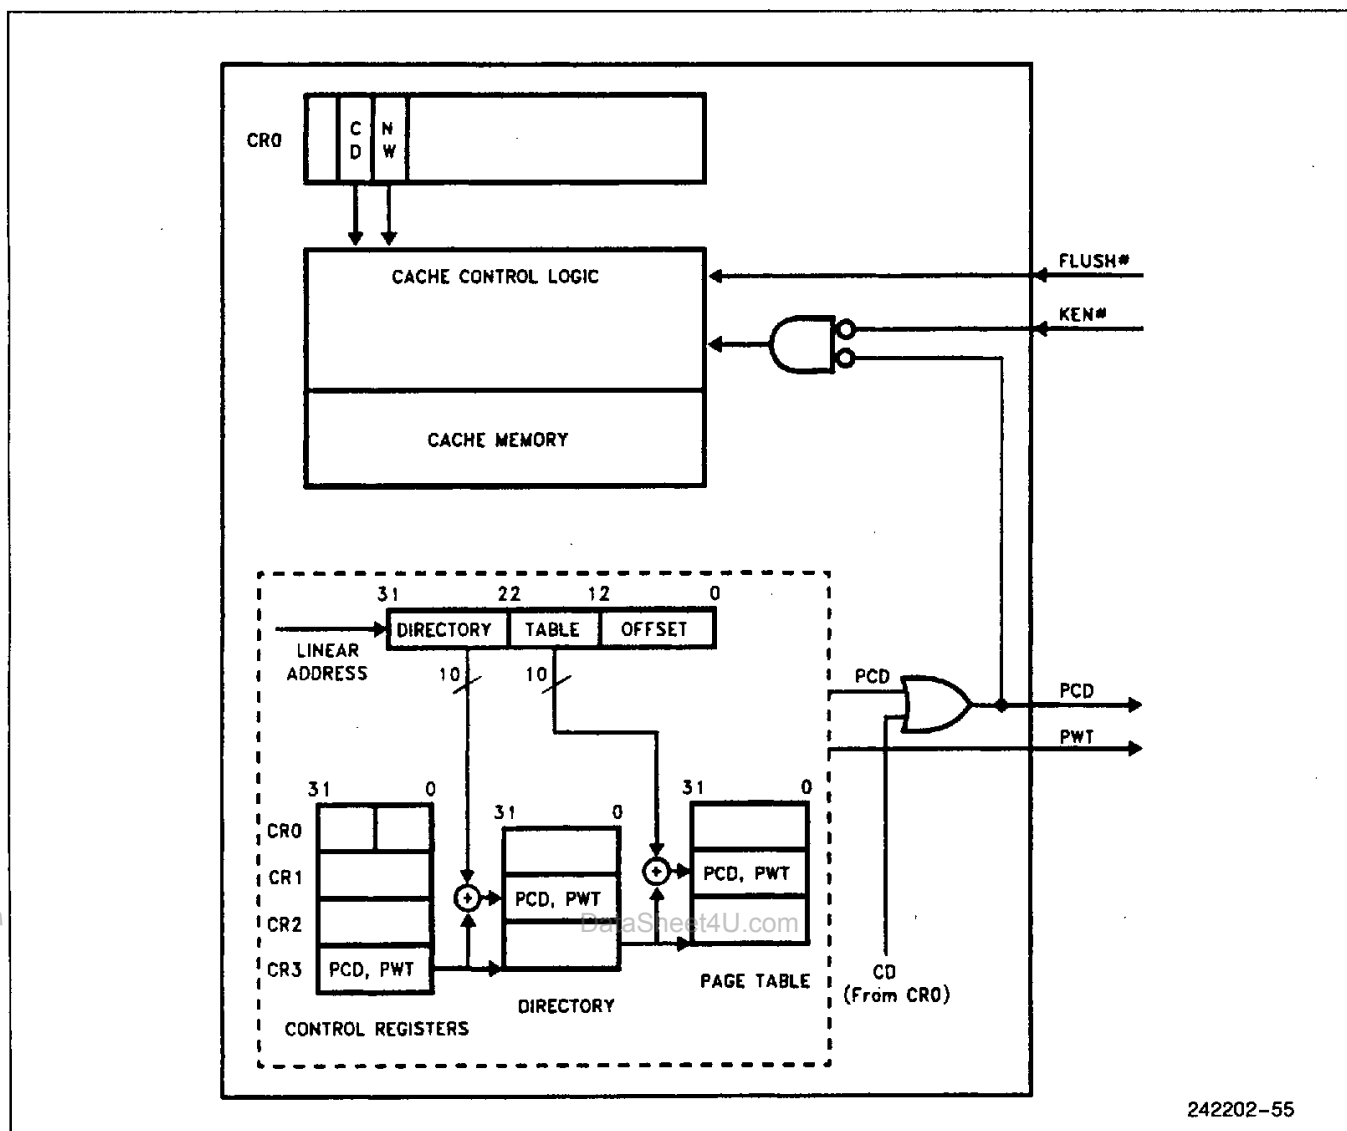 CR0
C
D
N
W
CACHE CONTROL LOGIC
FLUSH#
KEN#
CACHE MEMORY
31 22 12 0
DIRECTORY TABLE OFFSET
LINEAR
ADDRESS
10
10
PCD
PCD
PWT
31 0
CR0
CR1
CR2
CR3
PCD, PWT
CONTROL REGISTERS
31 0
PCD, PWT
DIRECTORY
31 0
PCD, PWT
PAGE TABLE
DataSheet4U.com
CD
(From CR0)
242202-55